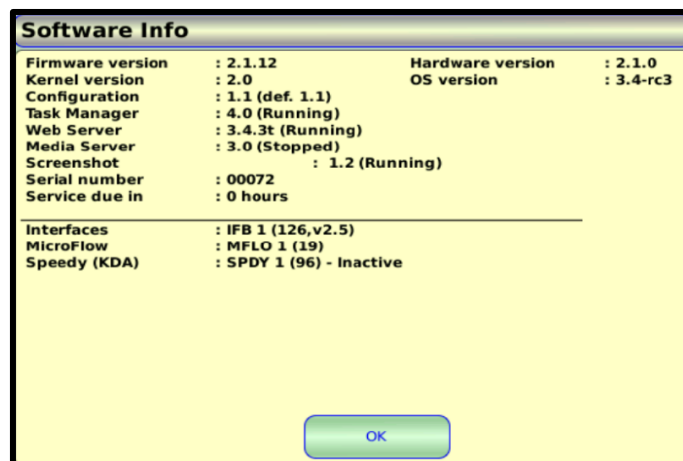 Software Info
Firmware version : 2.1.12 Hardware version : 2.1.0
Kernel version : 2.0 OS version : 3.4-rc3
Configuration : 1.1 (def. 1.1)
Task Manager : 4.0 (Running)
Web Server : 3.4.3t (Running)
Media Server : 3.0 (Stopped)
Screenshot : 1.2 (Running)
Serial number : 00072
Service due in : 0 hours
Interfaces : IFB 1 (126,v2.5)
MicroFlow : MFLO 1 (19)
Speedy (KDA) : SPDY 1 (96) - Inactive
OK